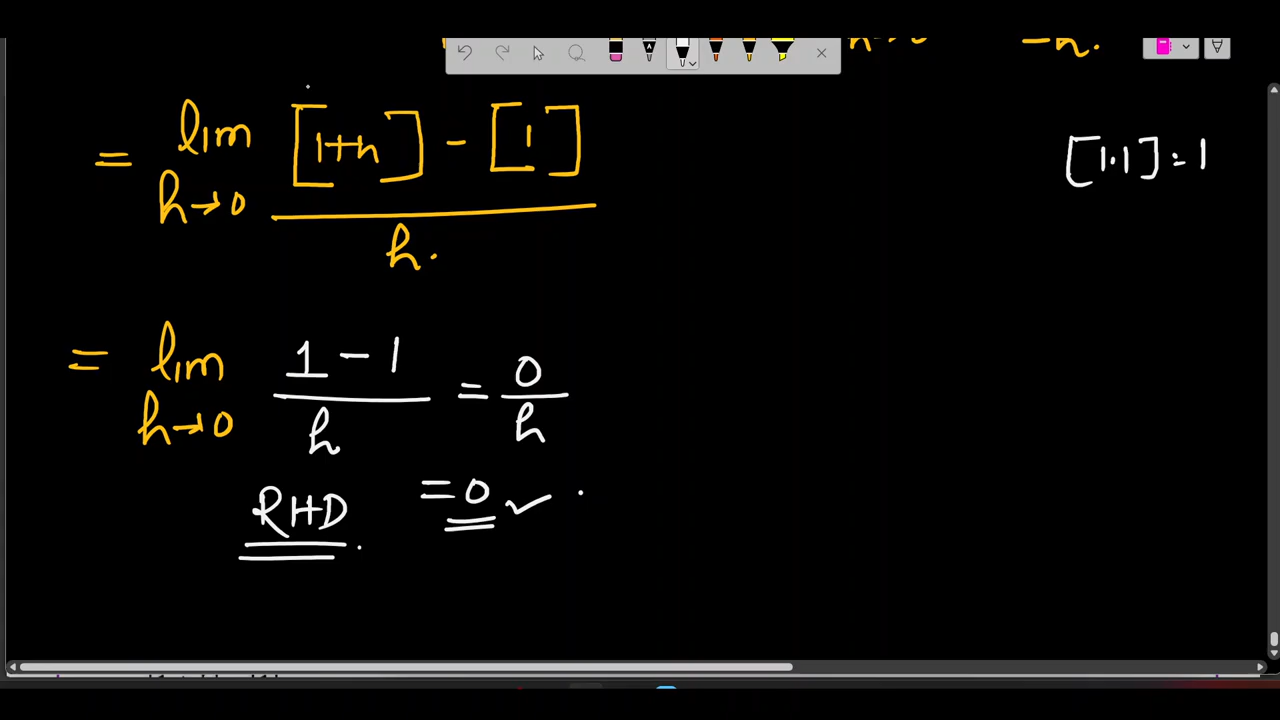 -h.
= lim h→0 [1+h] - [1] / h.
[1.1] = 1
= lim h→0 1 - 1 / h = 0 / h
RHD. = 0 ✓ .